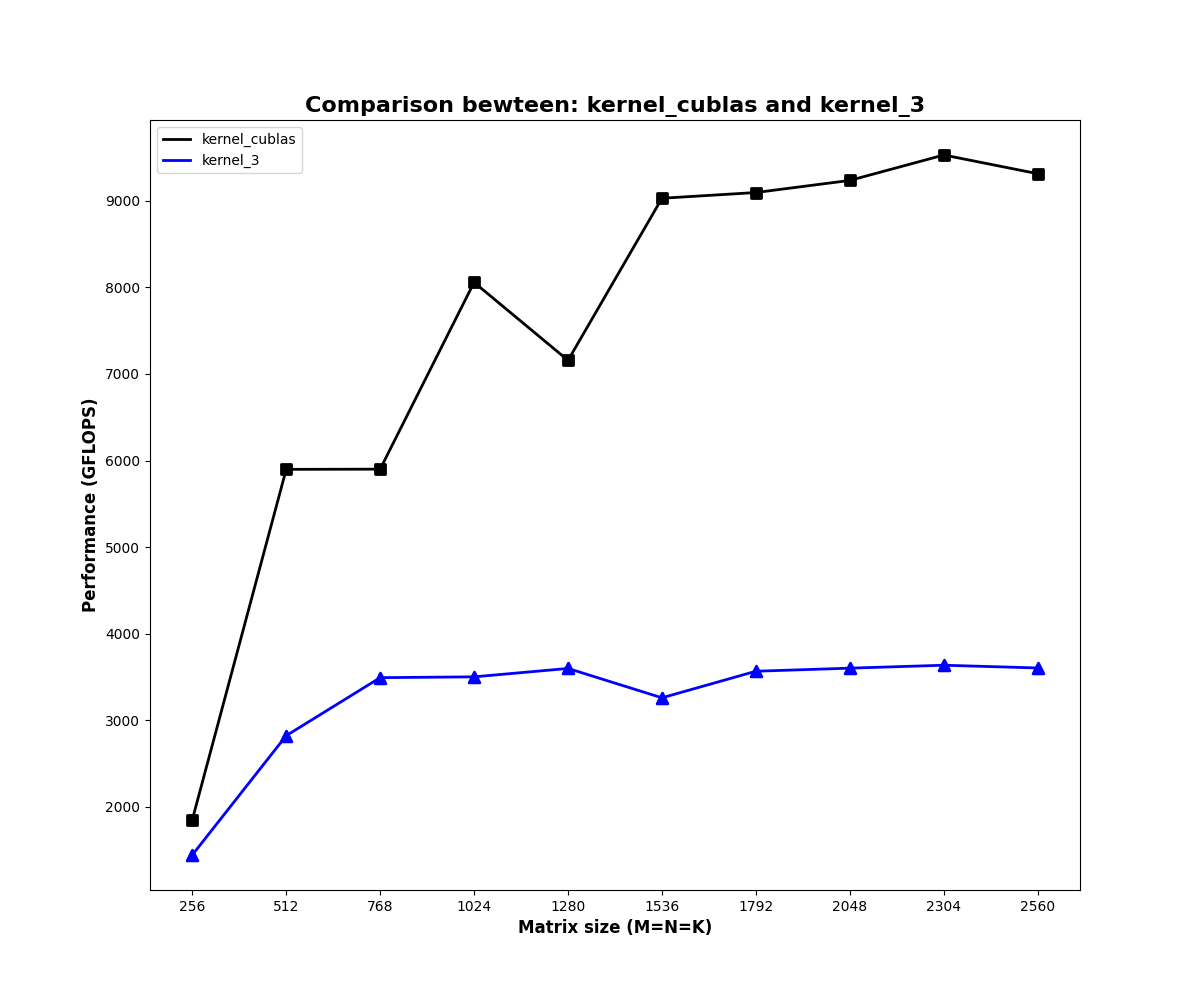 Comparison bewteen: kernel_cublas and kernel_3
kernel_cublas
kernel_3
Performance (GFLOPS)
9000
8000
7000
6000
5000
4000
3000
2000
256 512 768 1024 1280 1536 1792 2048 2304 2560
Matrix size (M=N=K)